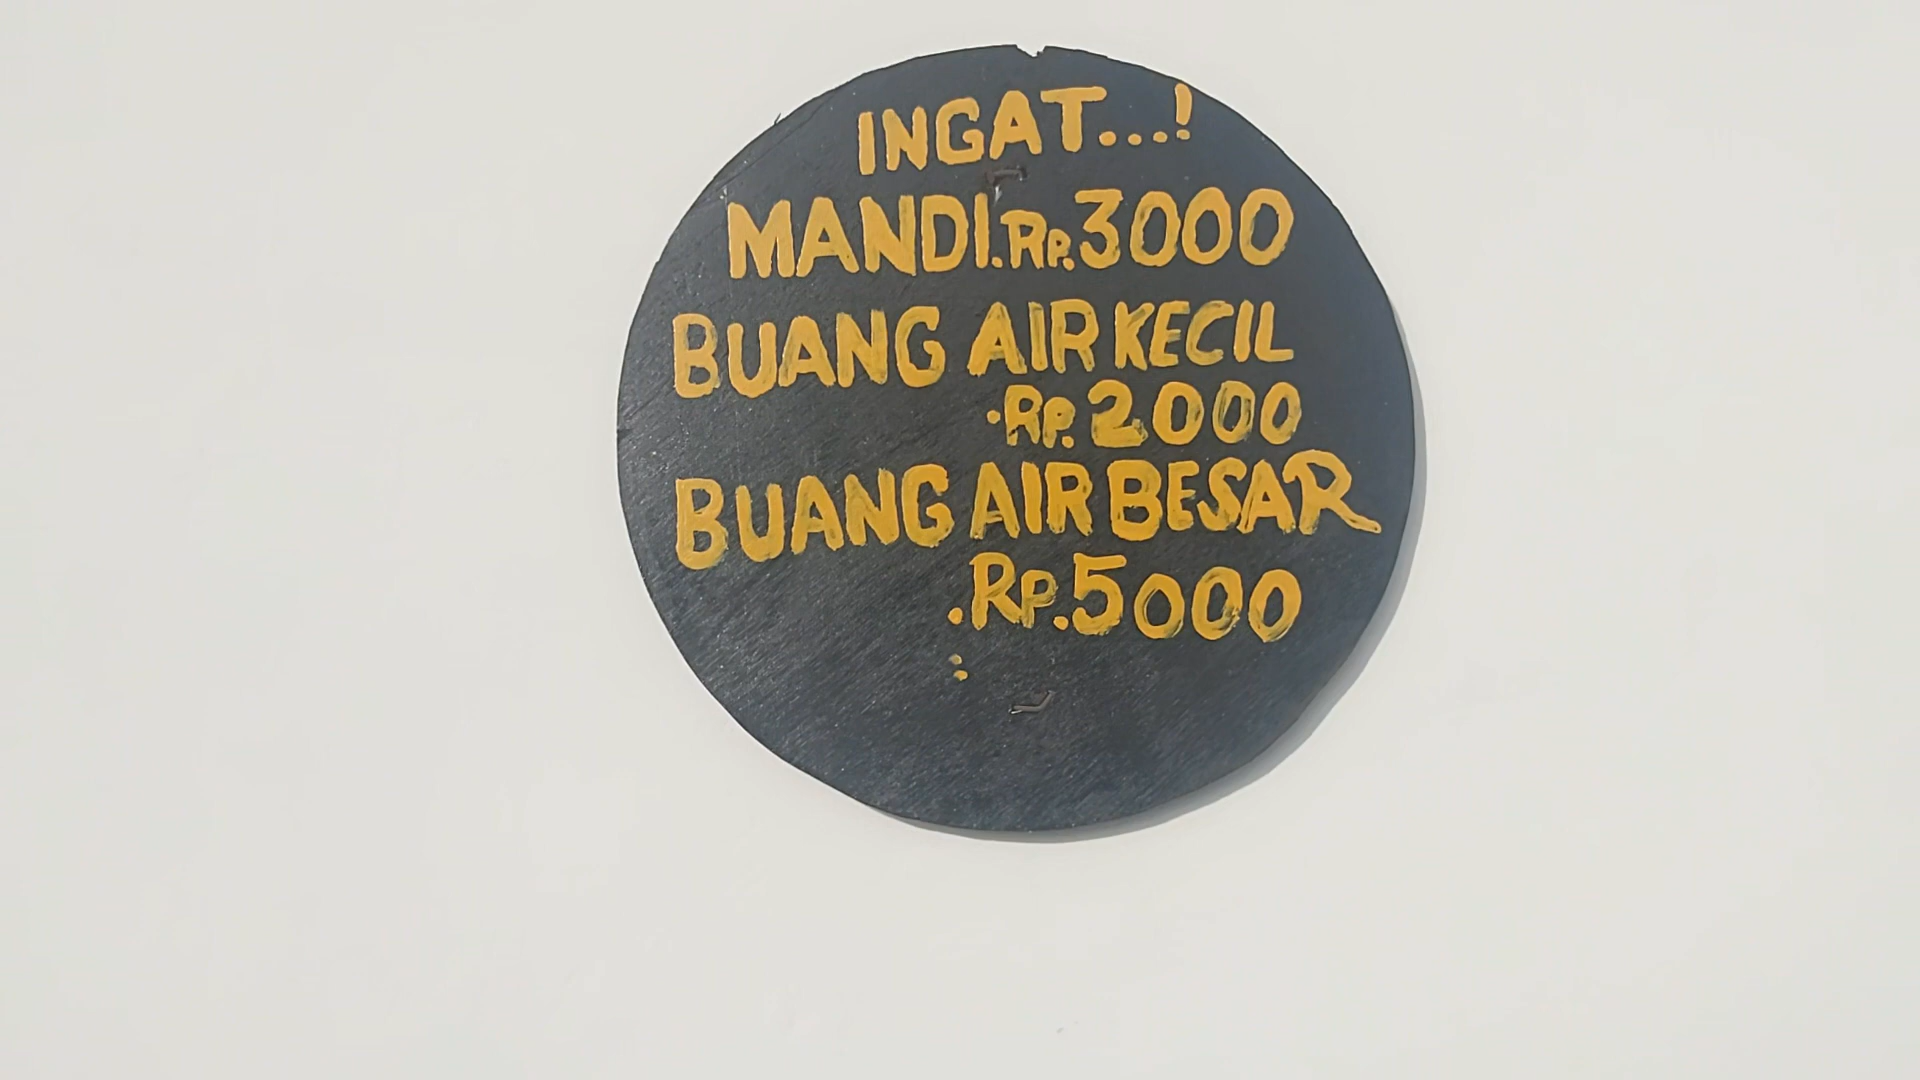 INGAT...!
MANDI.Rp.3000
BUANG AIR KECIL
.Rp.2000
BUANG AIR BESAR
.Rp.5000
: